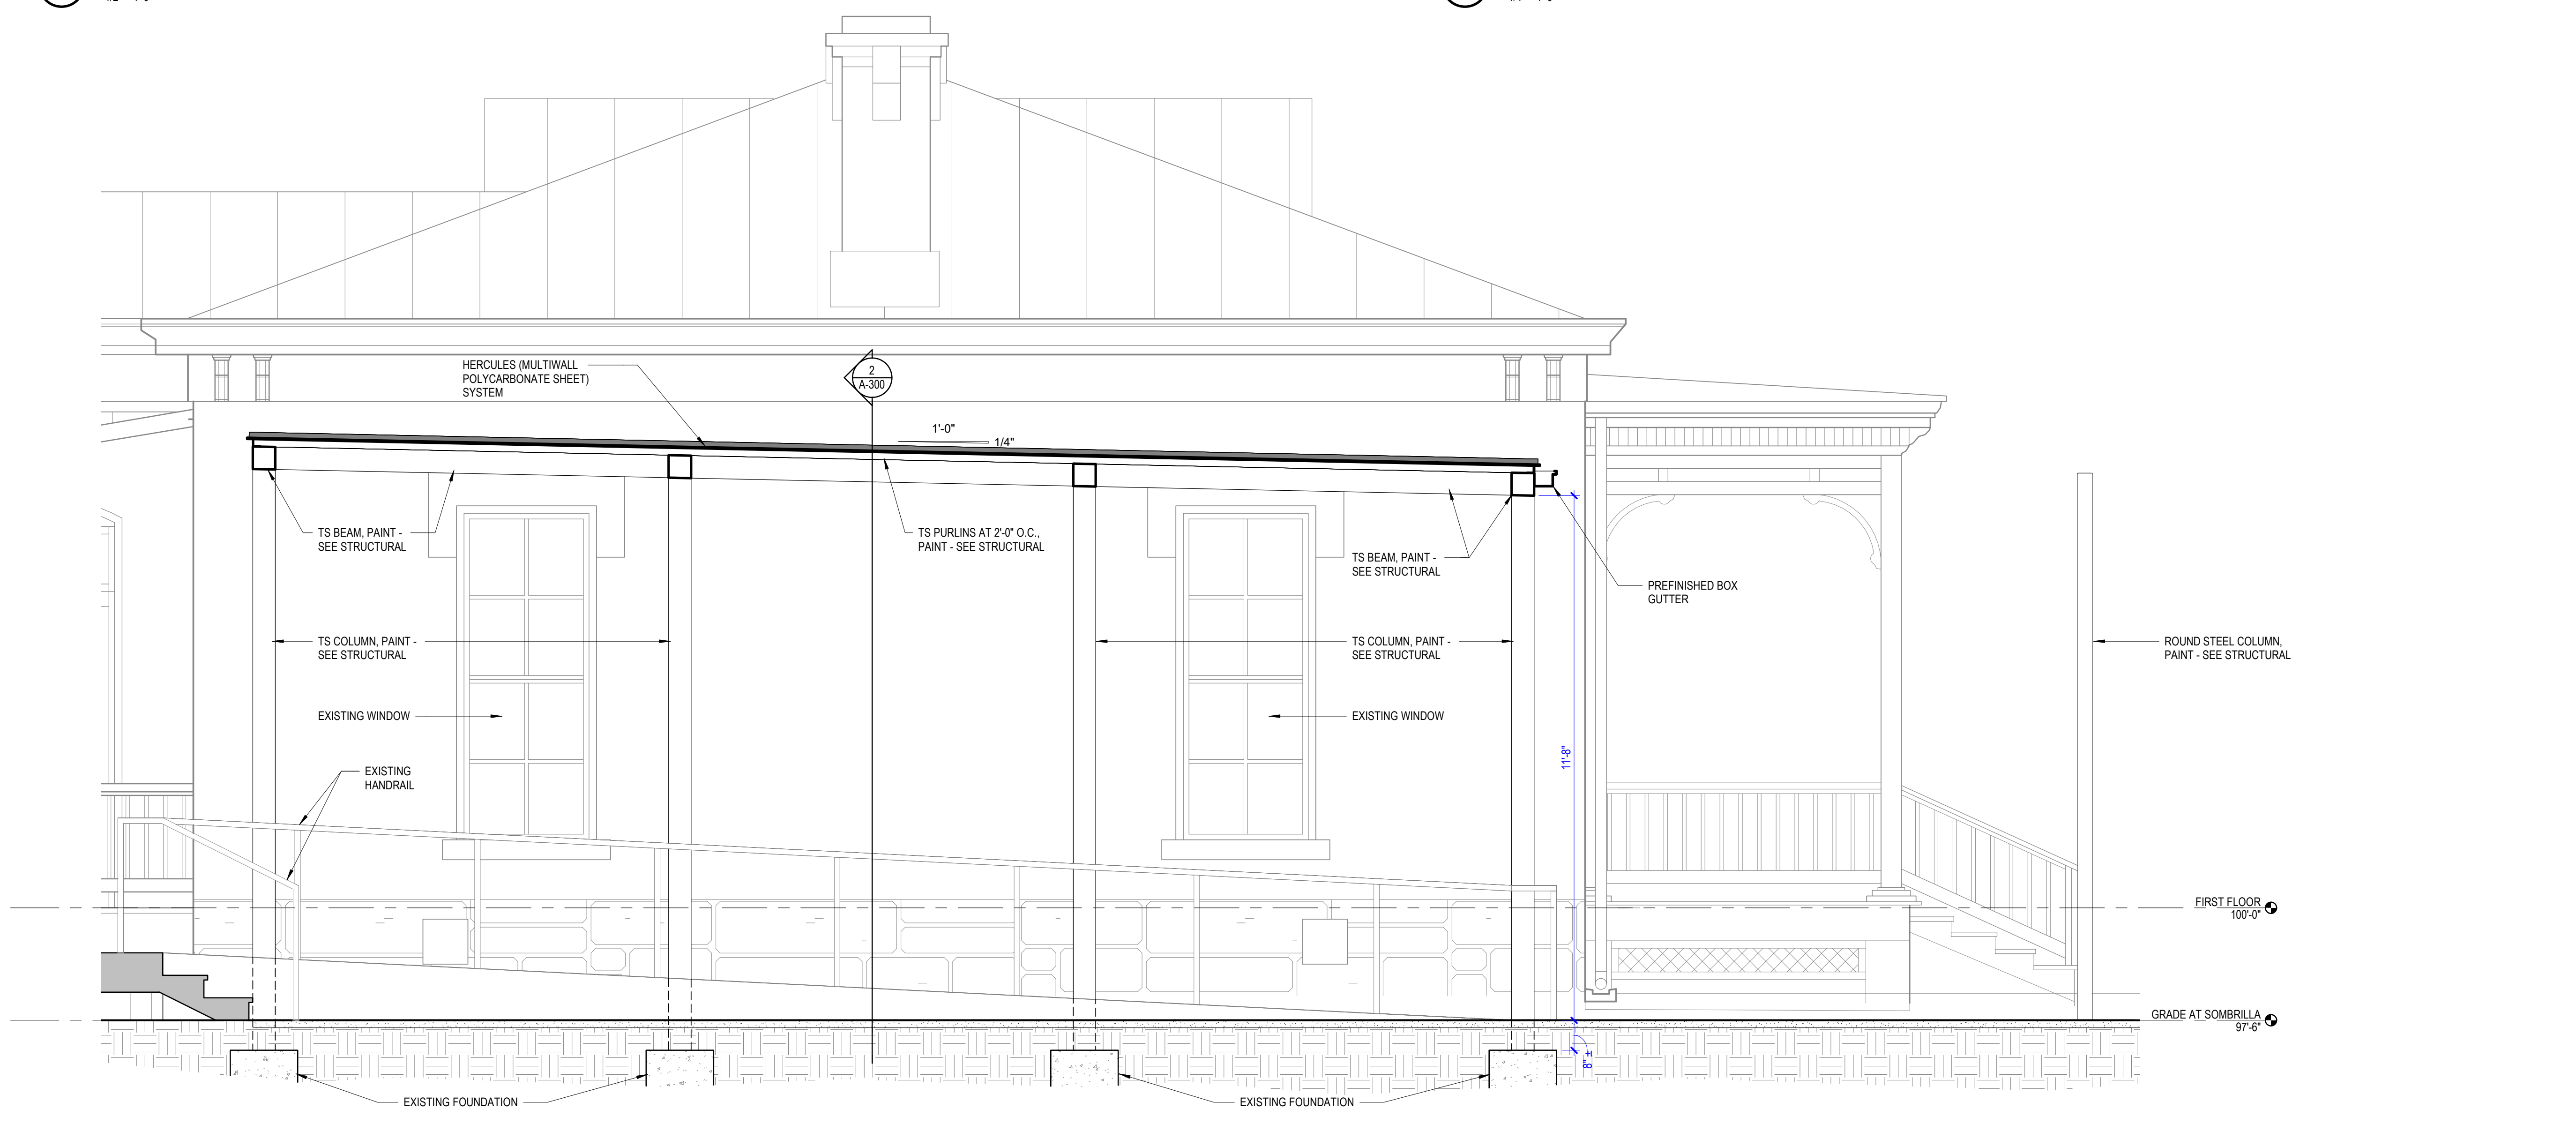 HERCULES (MULTIWALL
POLYCARBONATE SHEET)
SYSTEM
2
A-300
1'-0"
1/4"
TS BEAM, PAINT -
SEE STRUCTURAL
TS PURLINS AT 2'-0" O.C.,
PAINT - SEE STRUCTURAL
TS BEAM, PAINT -
SEE STRUCTURAL
PREFINISHED BOX
GUTTER
TS COLUMN, PAINT -
SEE STRUCTURAL
TS COLUMN, PAINT -
SEE STRUCTURAL
ROUND STEEL COLUMN,
PAINT - SEE STRUCTURAL
EXISTING WINDOW
EXISTING WINDOW
11'-8"
EXISTING
HANDRAIL
FIRST FLOOR
100'-0"
GRADE AT SOMBRILLA
97'-6"
8" ±
EXISTING FOUNDATION
EXISTING FOUNDATION